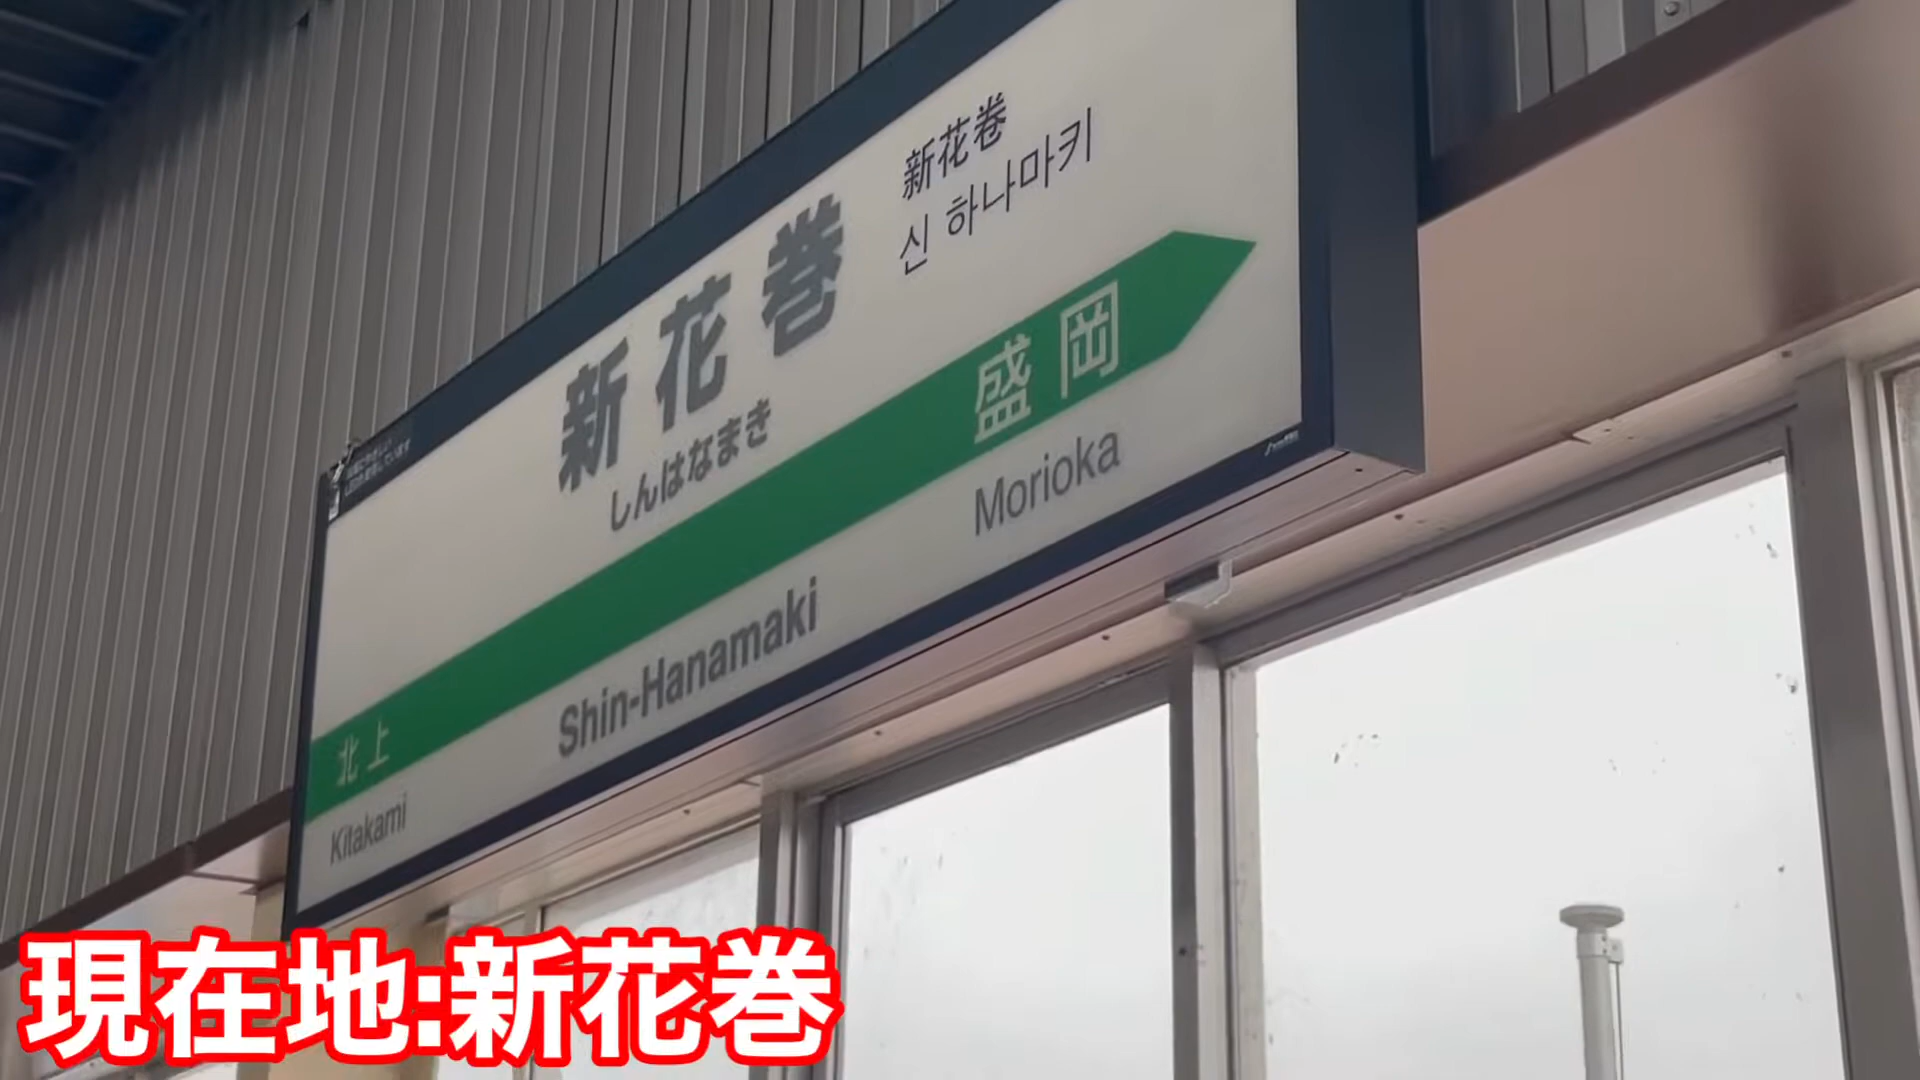 新花巻
しんはなまき
新花巻
신 하나마키
盛岡
Morioka
Shin-Hanamaki
北上
Kitakami
現在地:新花巻